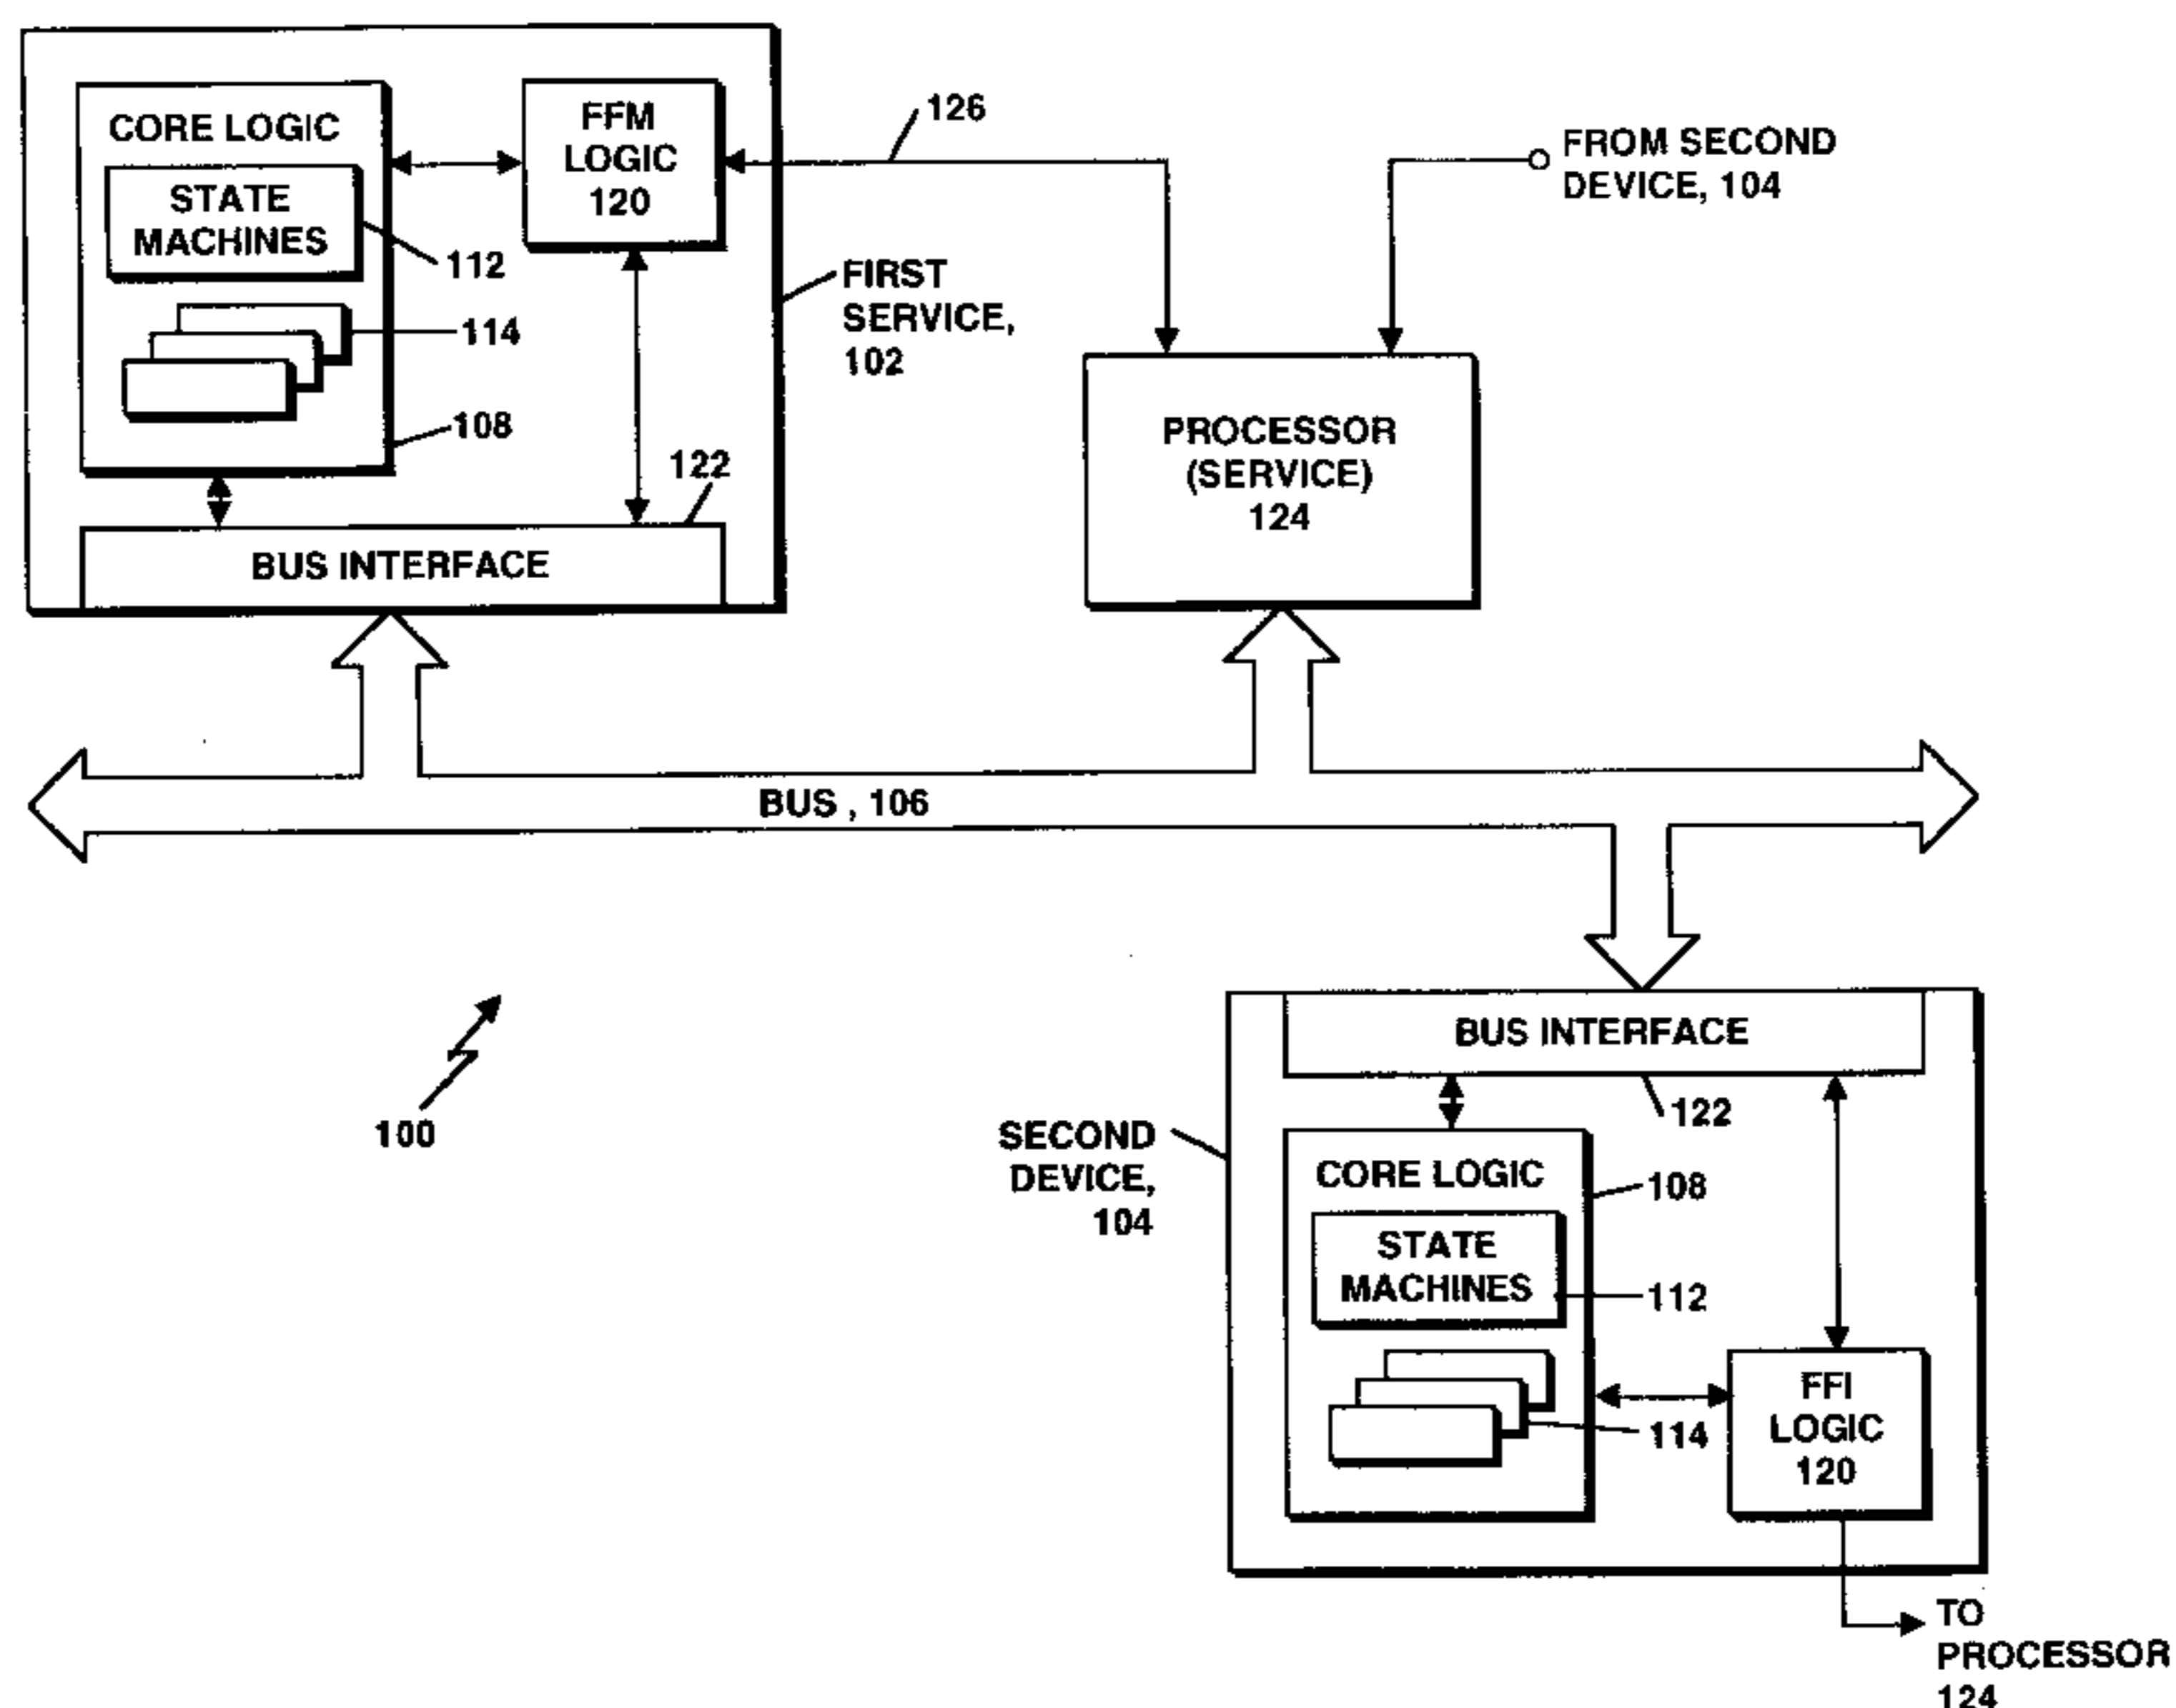 CORE LOGIC
STATE
MACHINES
112
114
108
FFM
LOGIC
120
126
FIRST
SERVICE,
102
122
BUS INTERFACE
FROM SECOND
DEVICE, 104
PROCESSOR
(SERVICE)
124
BUS , 106
100
SECOND
DEVICE,
104
BUS INTERFACE
122
CORE LOGIC
108
STATE
MACHINES
112
114
FFI
LOGIC
120
TO
PROCESSOR
124